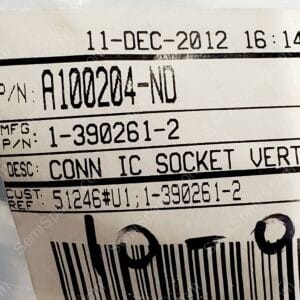 11-DEC-2012 16:14
P/N: A100204-ND
MFG P/N: 1-390261-2
DESC: CONN IC SOCKET VERT
CUST REF: 51246#U1;1-390261-2